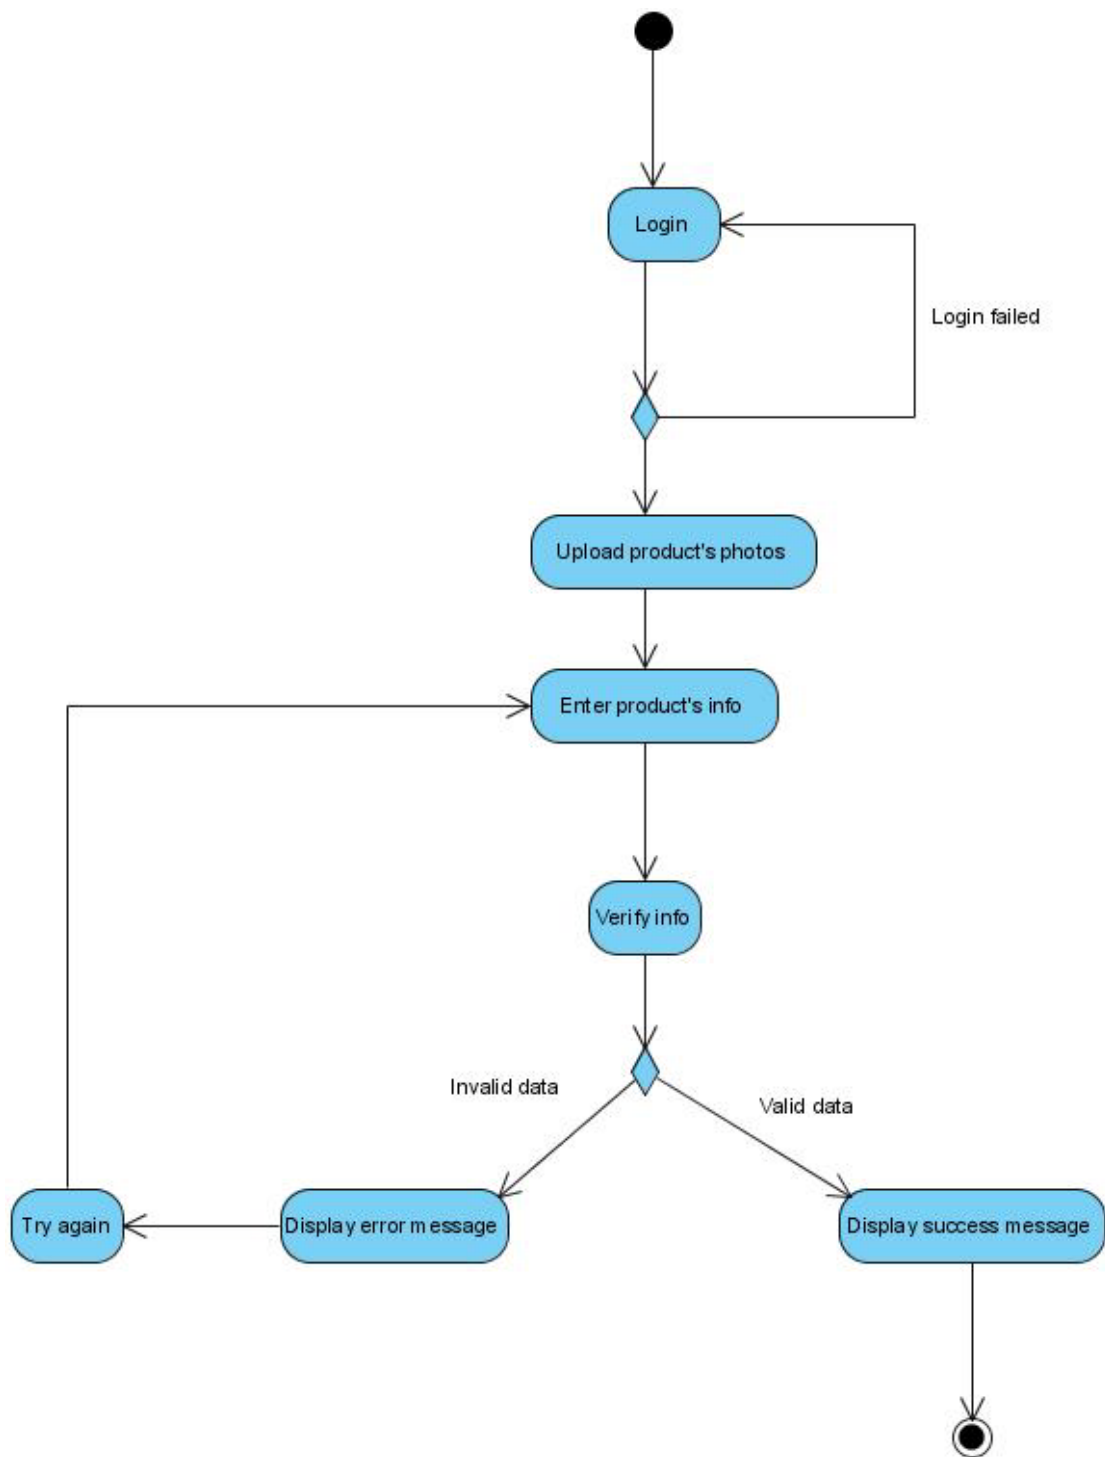 Login
Login failed
Upload product's photos
Enter product's info
Verify info
Invalid data
Valid data
Try again
Display error message
Display success message